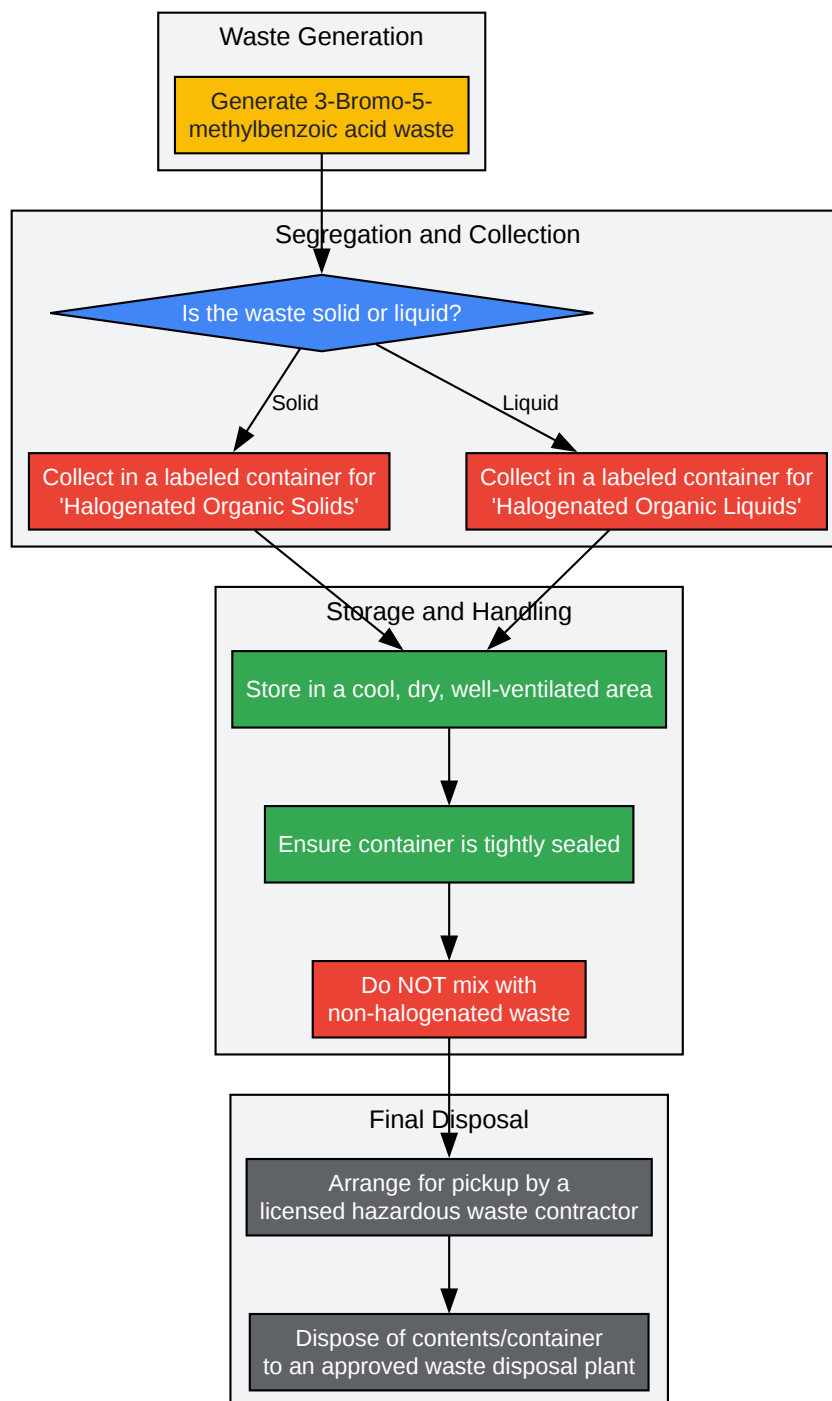 Waste Generation
Generate 3-Bromo-5-
methylbenzoic acid waste
Segregation and Collection
Is the waste solid or liquid?
Solid
Liquid
Collect in a labeled container for
'Halogenated Organic Solids'
Collect in a labeled container for
'Halogenated Organic Liquids'
Storage and Handling
Store in a cool, dry, well-ventilated area
Ensure container is tightly sealed
Do NOT mix with
non-halogenated waste
Final Disposal
Arrange for pickup by a
licensed hazardous waste contractor
Dispose of contents/container
to an approved waste disposal plant